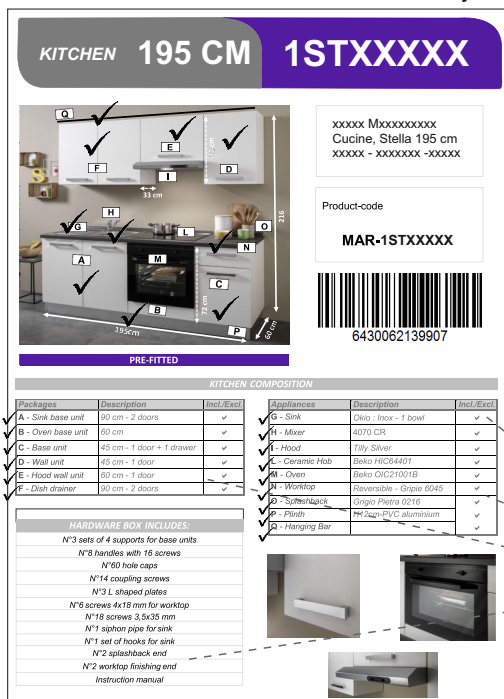 KITCHEN 195 CM 1STXXXXX
xxxxx Mxxxxxxxxx
Cucine, Stella 195 cm
xxxxx - xxxxxxx -xxxxx
Product-code
MAR-1STXXXXX
6430062139907
Q
E
F
D
I
33 cm
216
H
G
L
O
N
A
M
C
B
72 cm
195cm
P
60 cm
PRE-FITTED
KITCHEN COMPOSITION
Packages Description Incl./Excl.
A - Sink base unit 90 cm - 2 doors
B - Oven base unit 60 cm
C - Base unit 45 cm - 1 door + 1 drawer
D - Wall unit 45 cm - 1 door
E - Hood wall unit 60 cm - 1 door
F - Dish drainer 90 cm - 2 doors
Appliances Description Incl./Excl.
G - Sink Okio : Inox - 1 bowl
H - Mixer 4070 CR
I - Hood Tilly Silver
L - Ceramic Hob Beko HIC64401
M - Oven Beko OIC21001B
N - Worktop Reversible - Gripie 6045
O - Splashback Grigio Pietra 0216
P - Plinth H12cm-PVC aluminium
Q - Hanging Bar
HARDWARE BOX INCLUDES:
N°3 sets of 4 supports for base units
N°8 handles with 16 screws
N°60 hole caps
N°14 coupling screws
N°3 L shaped plates
N°6 screws 4x18 mm for worktop
N°18 screws 3,5x35 mm
N°1 siphon pipe for sink
N°1 set of hooks for sink
N°2 splashback end
N°2 worktop finishing end
Instruction manual